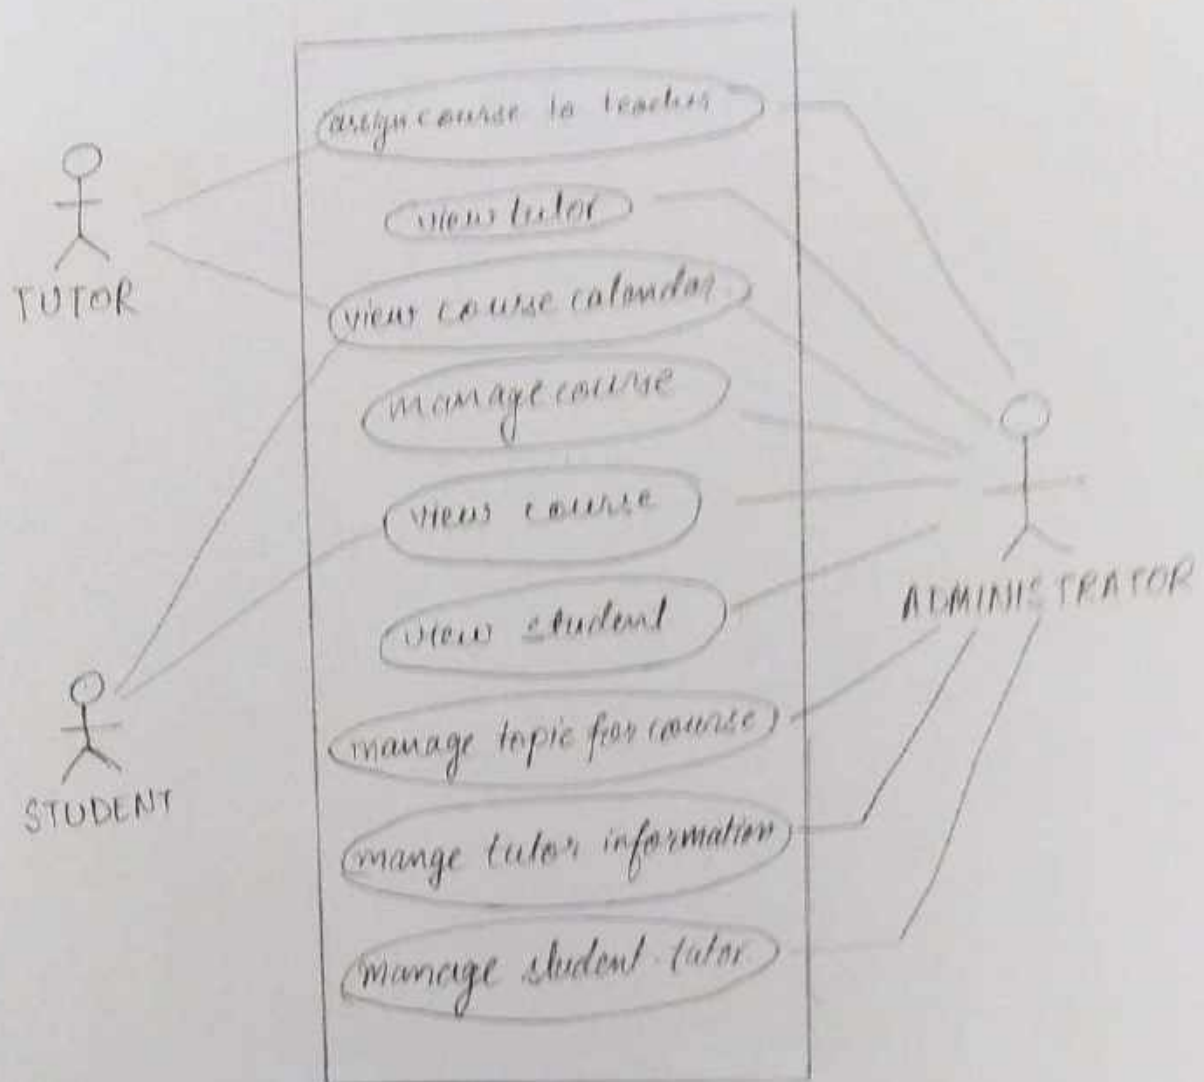 assign course to teacher
view tutor
TUTOR
view course calandar
manage course
view course
view student
ADMINISTRATOR
manage topic for course
STUDENT
mange tutor information
manage student tutor